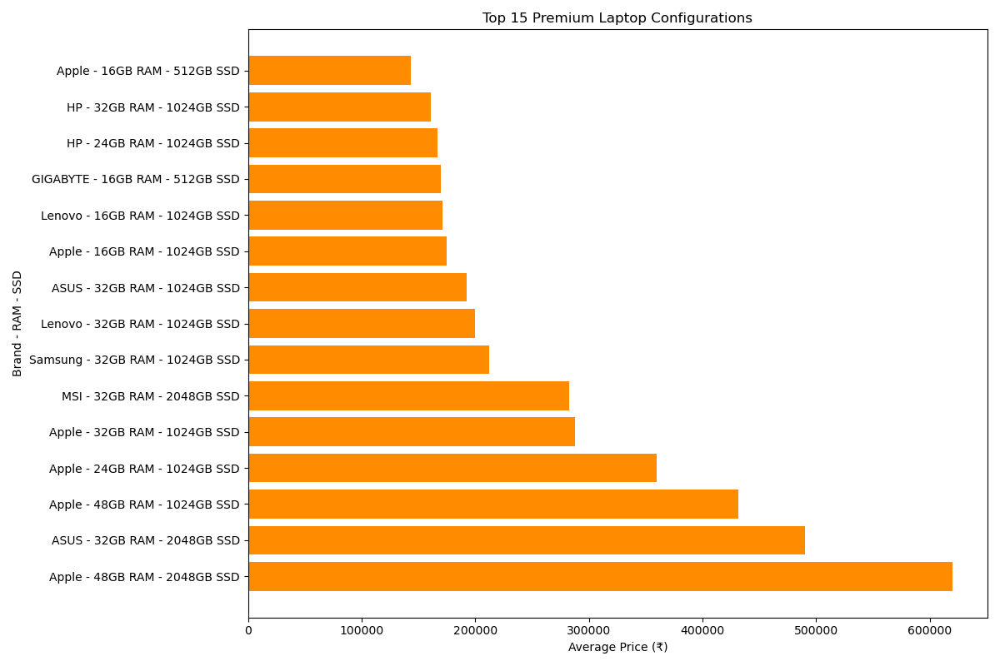 Top 15 Premium Laptop Configurations
Brand - RAM - SSD
Apple - 16GB RAM - 512GB SSD
HP - 32GB RAM - 1024GB SSD
HP - 24GB RAM - 1024GB SSD
GIGABYTE - 16GB RAM - 512GB SSD
Lenovo - 16GB RAM - 1024GB SSD
Apple - 16GB RAM - 1024GB SSD
ASUS - 32GB RAM - 1024GB SSD
Lenovo - 32GB RAM - 1024GB SSD
Samsung - 32GB RAM - 1024GB SSD
MSI - 32GB RAM - 2048GB SSD
Apple - 32GB RAM - 1024GB SSD
Apple - 24GB RAM - 1024GB SSD
Apple - 48GB RAM - 1024GB SSD
ASUS - 32GB RAM - 2048GB SSD
Apple - 48GB RAM - 2048GB SSD
0 100000 200000 300000 400000 500000 600000
Average Price (₹)